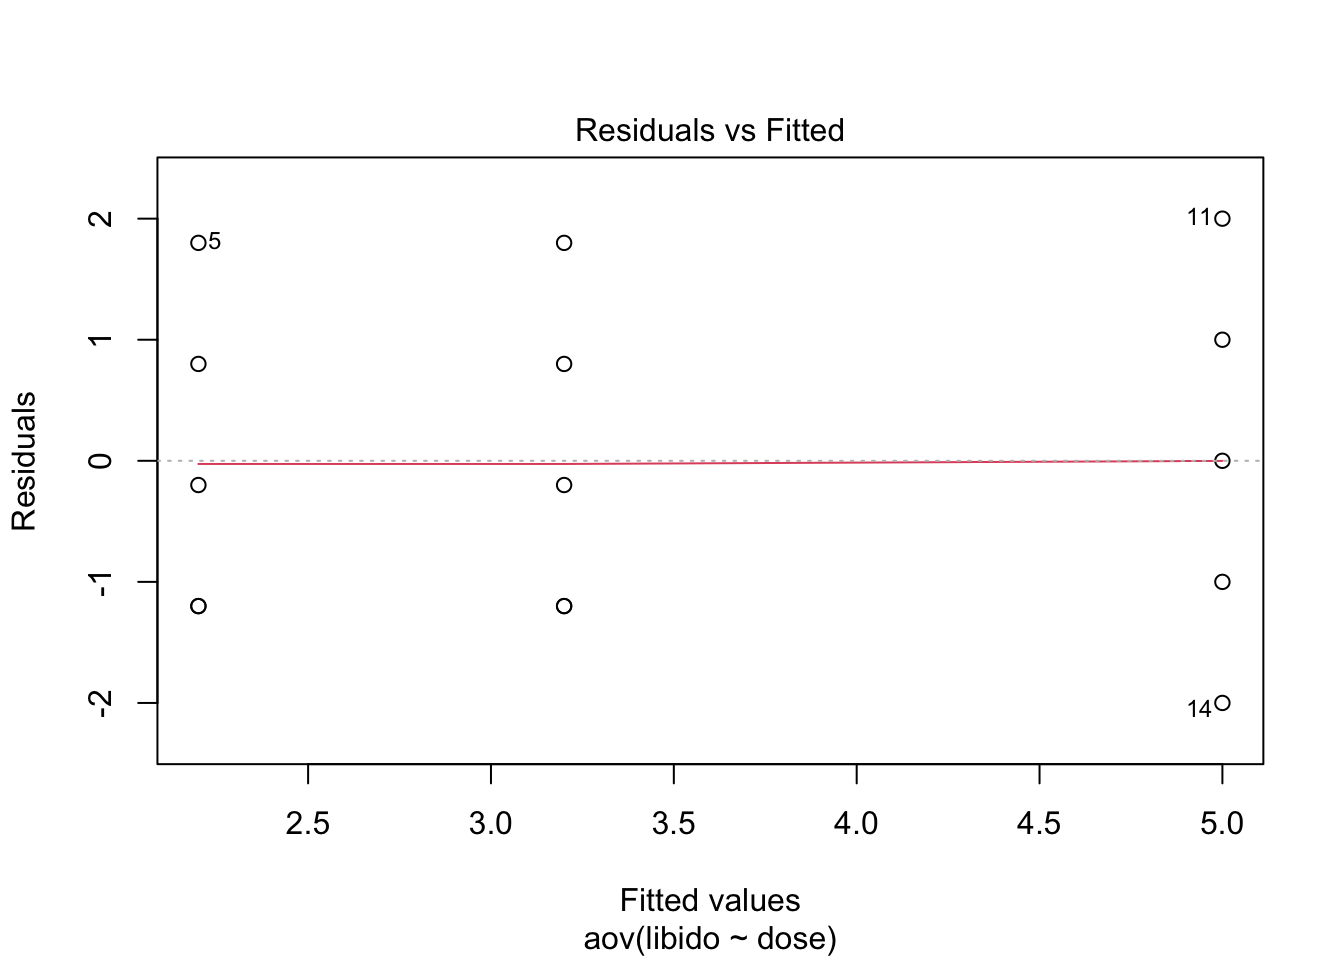 Residuals vs Fitted
Residuals
2
1
0
-1
-2
5
11
14
2.5 3.0 3.5 4.0 4.5 5.0
Fitted values
aov(libido ~ dose)